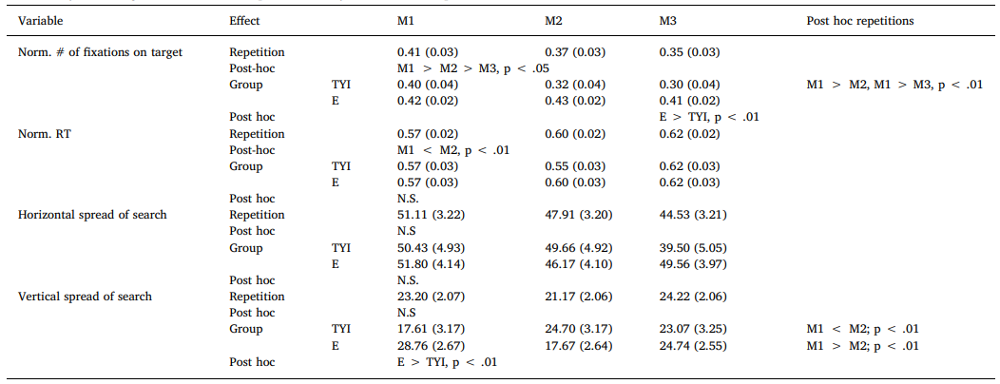 Variable Effect M1 M2 M3 Post hoc repetitions
Norm. # of fixations on target Repetition 0.41 (0.03) 0.37 (0.03) 0.35 (0.03)
Post-hoc M1 > M2 > M3, p < .05
Group TYI 0.40 (0.04) 0.32 (0.04) 0.30 (0.04) M1 > M2, M1 > M3, p < .01
E 0.42 (0.02) 0.43 (0.02) 0.41 (0.02)
Post hoc E > TYI, p < .01
Norm. RT Repetition 0.57 (0.02) 0.60 (0.02) 0.62 (0.02)
Post-hoc M1 < M2, p < .01
Group TYI 0.57 (0.03) 0.55 (0.03) 0.62 (0.03)
E 0.57 (0.03) 0.60 (0.03) 0.62 (0.03)
Post hoc N.S.
Horizontal spread of search Repetition 51.11 (3.22) 47.91 (3.20) 44.53 (3.21)
Post hoc N.S
Group TYI 50.43 (4.93) 49.66 (4.92) 39.50 (5.05)
E 51.80 (4.14) 46.17 (4.10) 49.56 (3.97)
Post hoc N.S.
Vertical spread of search Repetition 23.20 (2.07) 21.17 (2.06) 24.22 (2.06)
Post hoc N.S
Group TYI 17.61 (3.17) 24.70 (3.17) 23.07 (3.25) M1 < M2; p < .01
E 28.76 (2.67) 17.67 (2.64) 24.74 (2.55) M1 > M2; p < .01
Post hoc E > TYI, p < .01